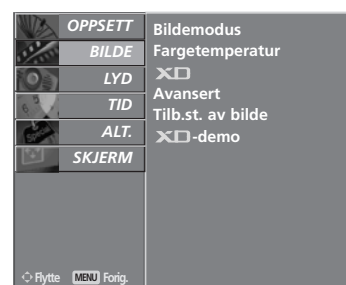 OPPSETT
BILDE
LYD
TID
ALT.
SKJERM
Flytte MENU Forig.
Bildemodus
Fargetemperatur
XD
Avansert
Tilb.st. av bilde
XD-demo